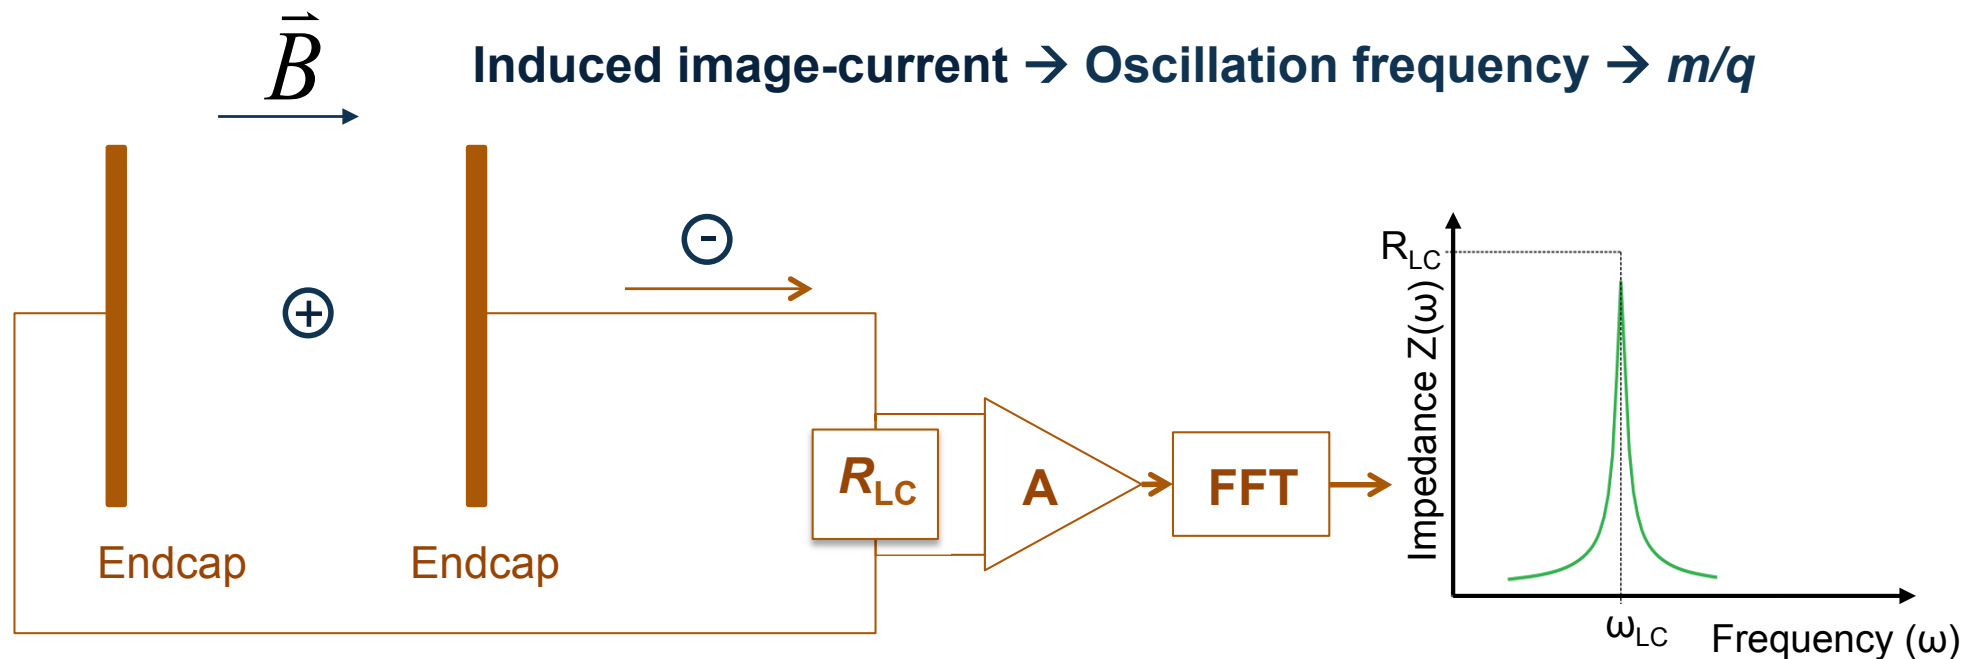 B
Induced image-current → Oscillation frequency → m/q
-
+
Endcap
Endcap
R_LC
A
FFT
R_LC
Impedance Z(ω)
ω_LC
Frequency (ω)